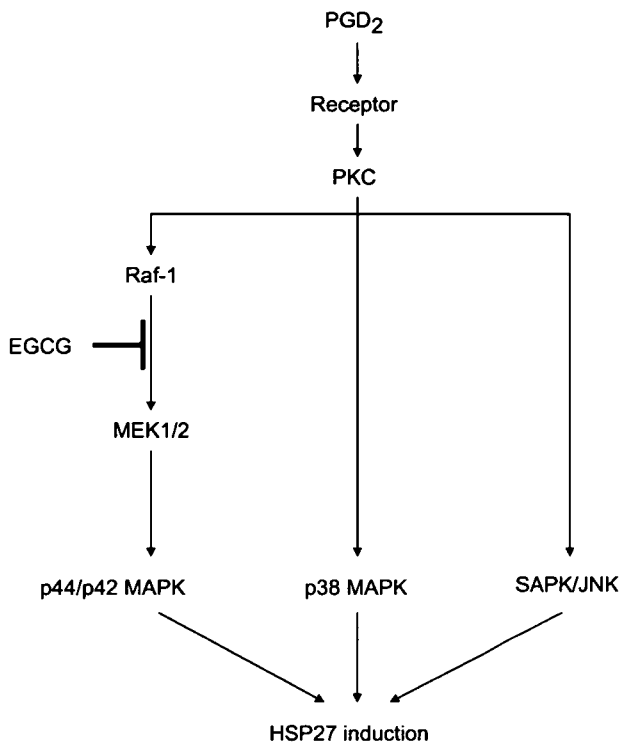 PGD2
Receptor
PKC
Raf-1
EGCG
MEK1/2
p44/p42 MAPK
p38 MAPK
SAPK/JNK
HSP27 induction